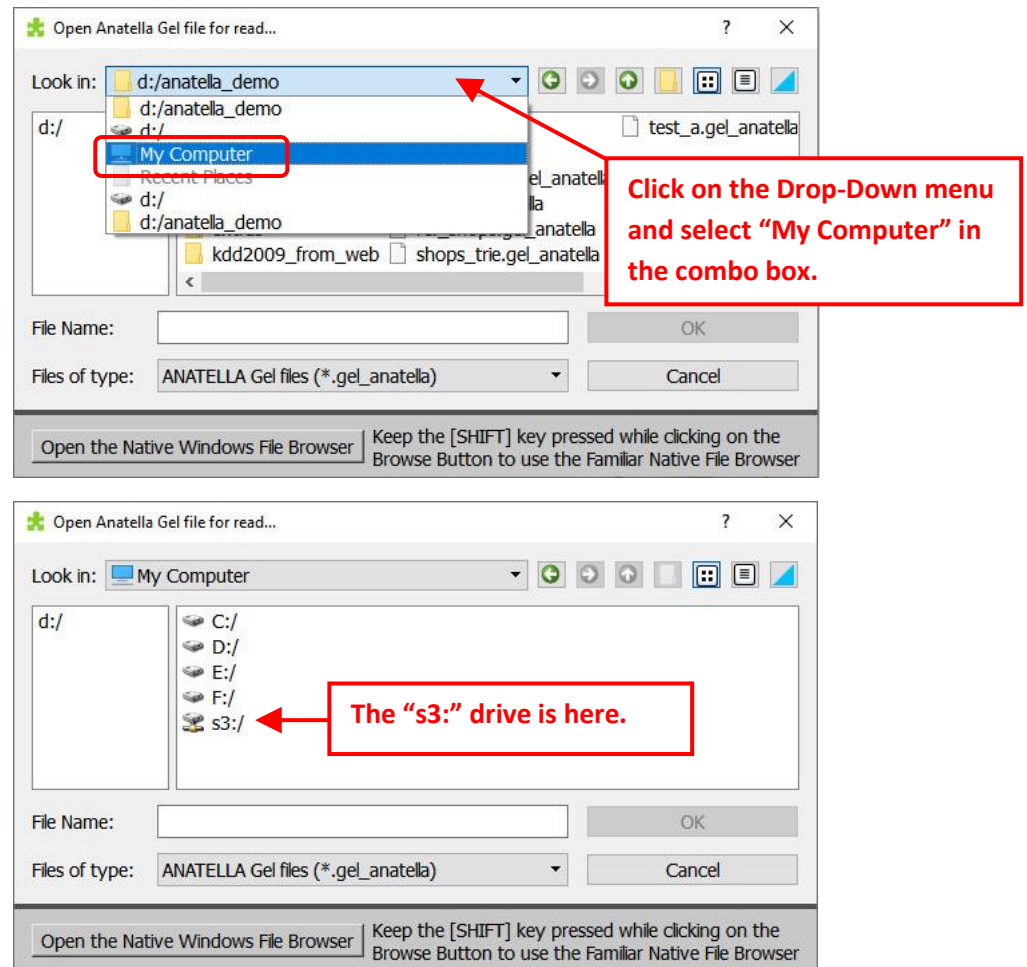 Open Anatella Gel file for read...
?
Look in:
d:/anatella_demo
d:/anatella_demo
d:/
My Computer
Recent Places
d:/
d:/anatella_demo
d:/
test_a.gel_anatella
kdd2009_from_web
shops_trie.gel_anatella
Click on the Drop-Down menu
and select “My Computer” in
the combo box.
File Name:
OK
Files of type:
ANATELLA Gel files (*.gel_anatella)
Cancel
Open the Native Windows File Browser
Keep the [SHIFT] key pressed while clicking on the
Browse Button to use the Familiar Native File Browser
Open Anatella Gel file for read...
?
Look in:
My Computer
d:/
C:/
D:/
E:/
F:/
s3:/
The “s3:” drive is here.
File Name:
OK
Files of type:
ANATELLA Gel files (*.gel_anatella)
Cancel
Open the Native Windows File Browser
Keep the [SHIFT] key pressed while clicking on the
Browse Button to use the Familiar Native File Browser